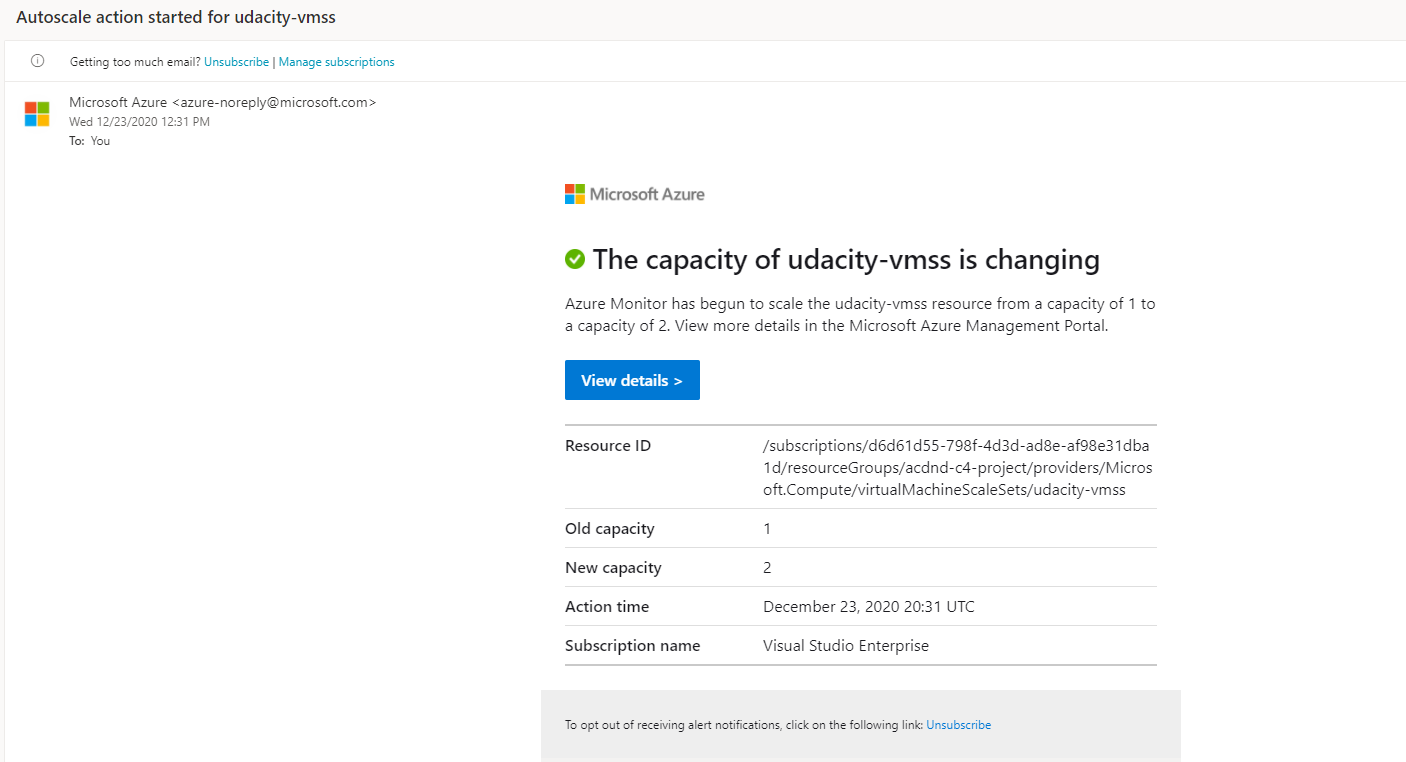 Autoscale action started for udacity-vmss
Getting too much email? Unsubscribe | Manage subscriptions
Microsoft Azure <azure-noreply@microsoft.com>
Wed 12/23/2020 12:31 PM
To: You
Microsoft Azure
The capacity of udacity-vmss is changing
Azure Monitor has begun to scale the udacity-vmss resource from a capacity of 1 to
a capacity of 2. View more details in the Microsoft Azure Management Portal.
View details >
Resource ID /subscriptions/d6d61d55-798f-4d3d-ad8e-af98e31dba
1d/resourceGroups/acdnd-c4-project/providers/Micros
oft.Compute/virtualMachineScaleSets/udacity-vmss
Old capacity 1
New capacity 2
Action time December 23, 2020 20:31 UTC
Subscription name Visual Studio Enterprise
To opt out of receiving alert notifications, click on the following link: Unsubscribe